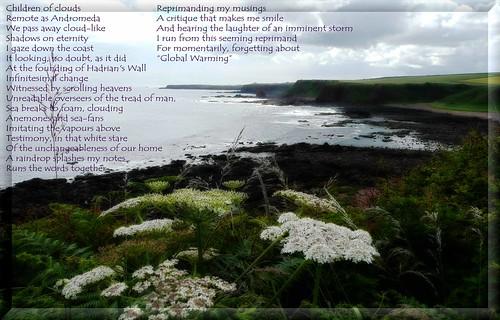 Children of clouds
Remote as Andromeda
We pass away cloud-like
Shadows on eternity
I gaze down the coast
It looking, no doubt, as it did
At the founding of Hadrian's Wall
Infinitesimal change
Witnessed by scrolling heavens
Unreadable overseers of the tread of man,
Sea breaks to foam, clouding
Anemones and sea-fans
Imitating the vapours above
Testimony, in that white stare
Of the unchangeableness of our home
A raindrop splashes my notes,
Runs the words together,
Reprimanding my musings
A critique that makes me smile
And hearing the laughter of an imminent storm
I run from this seeming reprimand
For momentarily, forgetting about
"Global Warming"